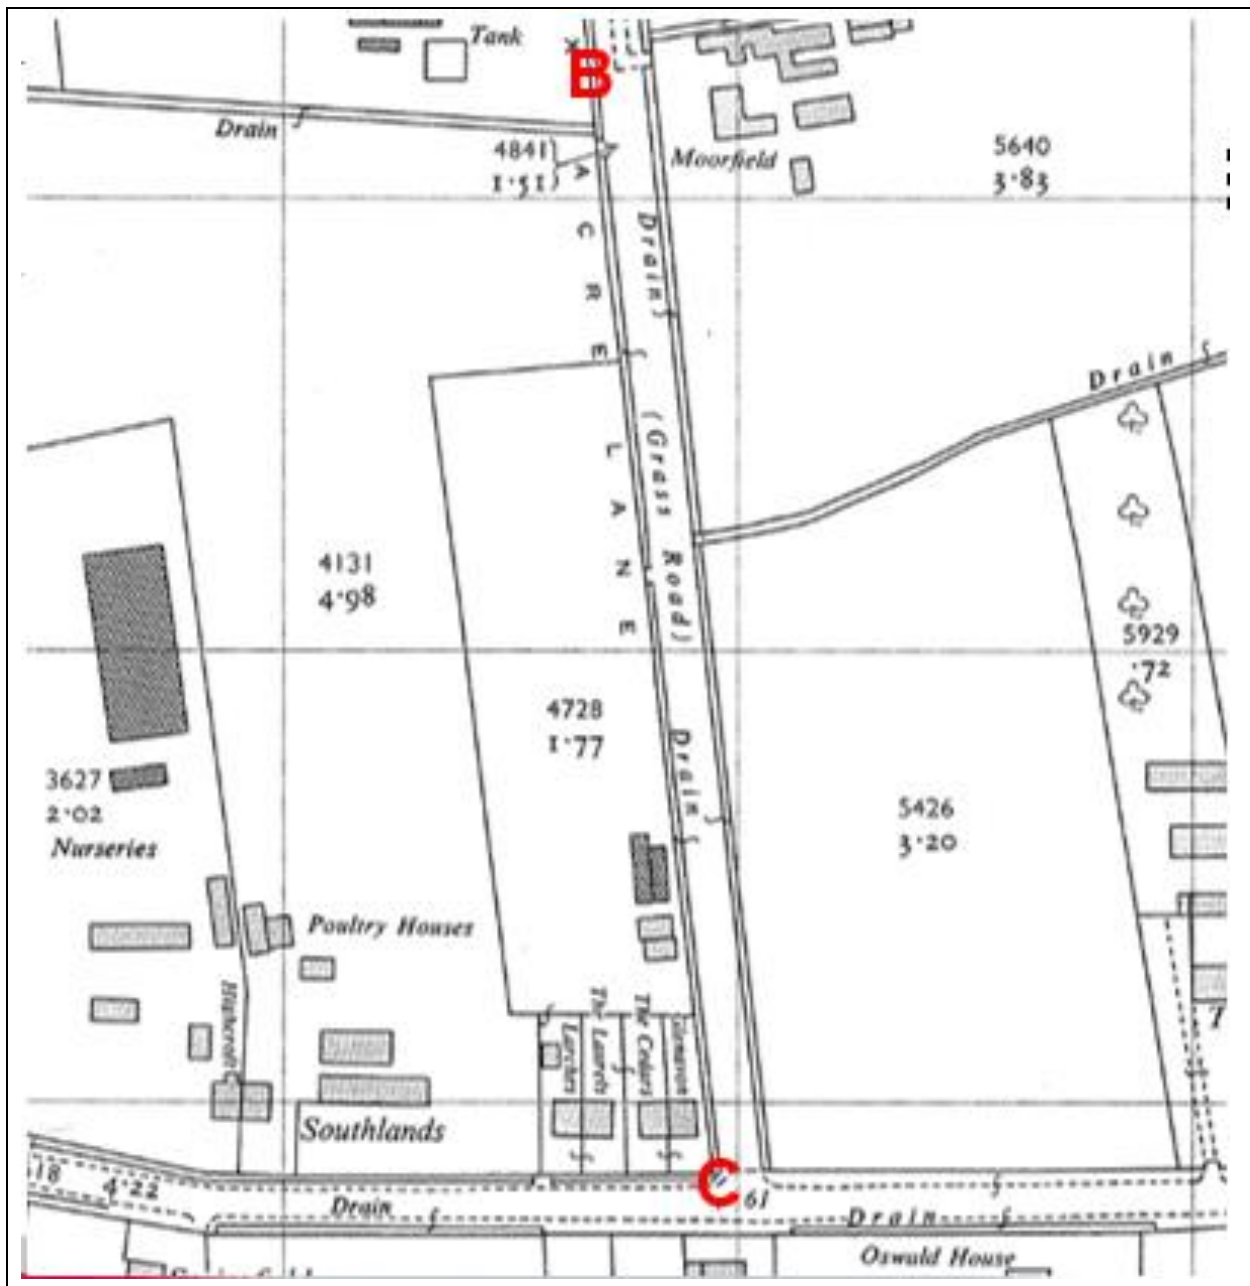 Tank
B
Drain
4841
1·51
Moorfield
5640
3·83
ACRE LANE
Drain
(Grass Road)
Drain
Drain
4131
4·98
5929
·72
4728
1·77
3627
2·02
Nurseries
5426
3·20
Poultry Houses
Highcroft
Larches
The Laurels
The Cedars
Southlands
C
61
4·22
Drain
Drain
Oswald House